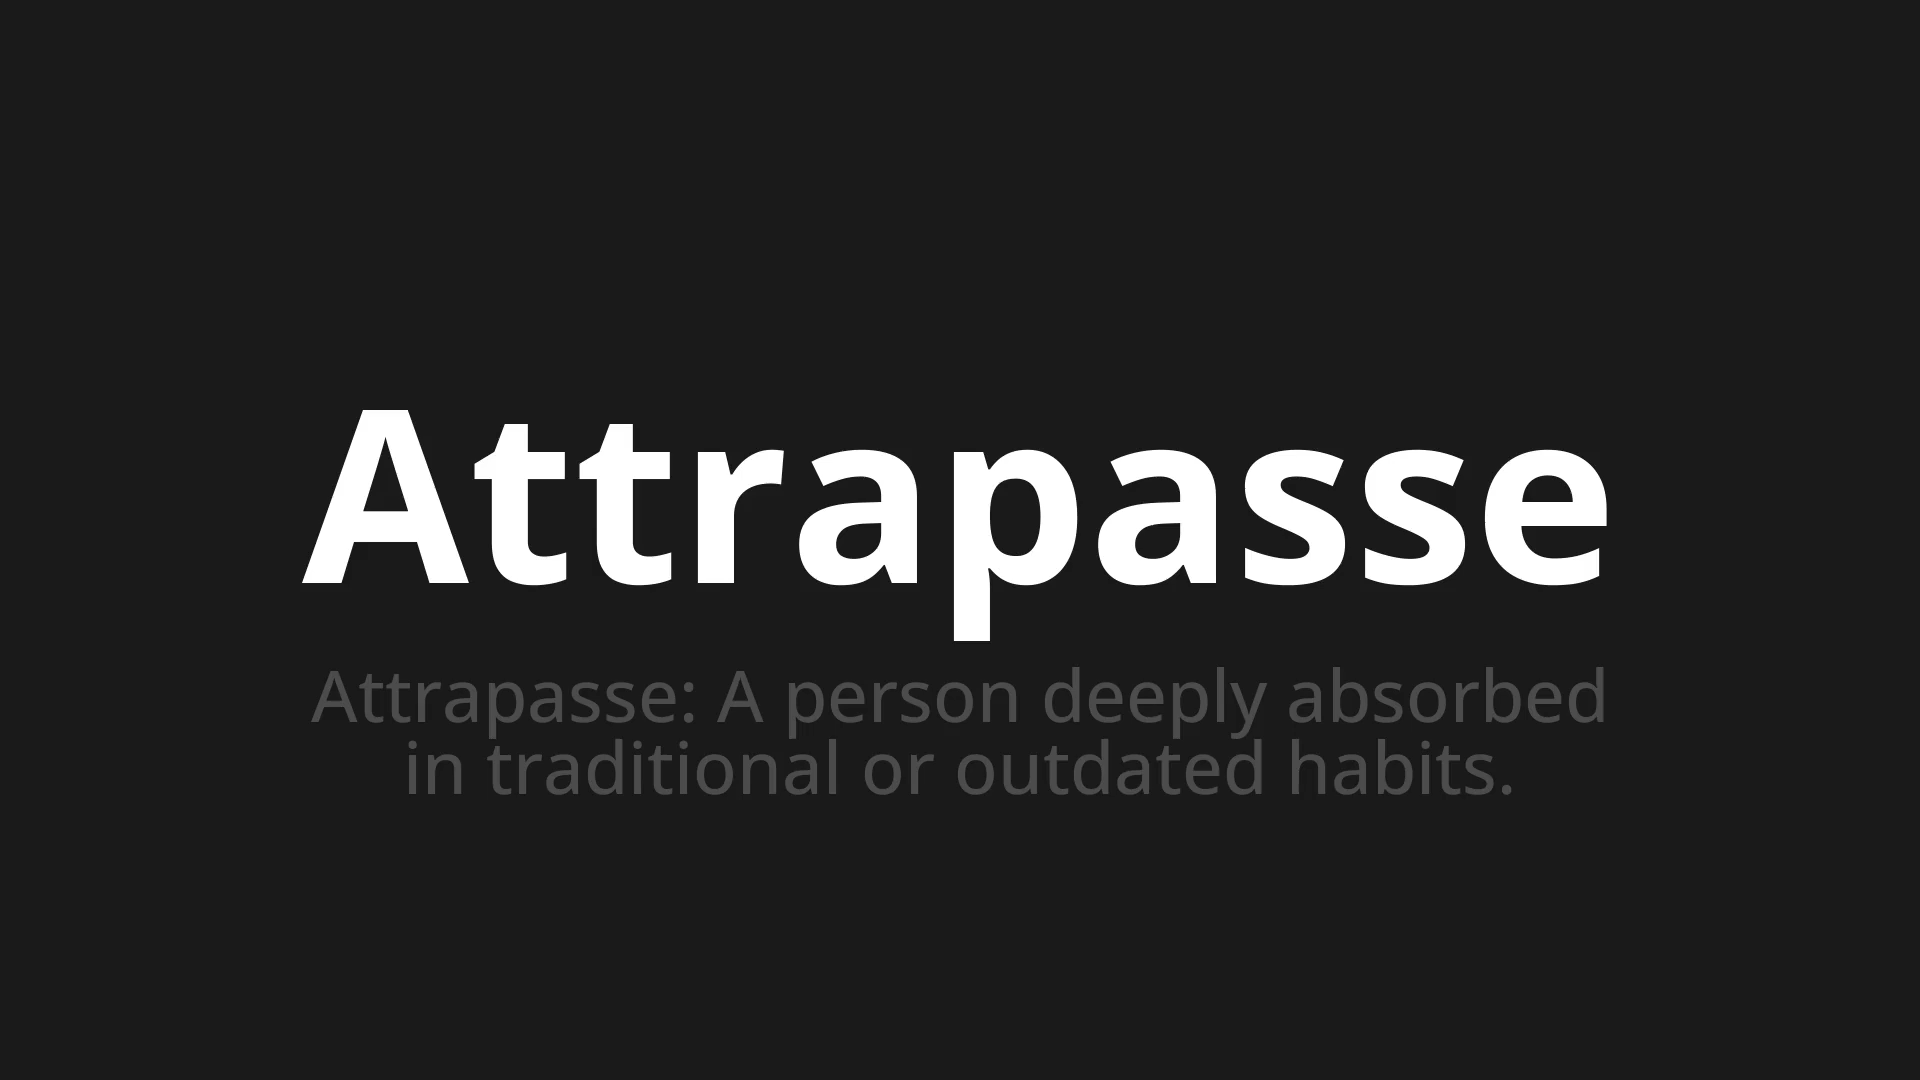 Attrapasse
Attrapasse: A person deeply absorbed
in traditional or outdated habits.